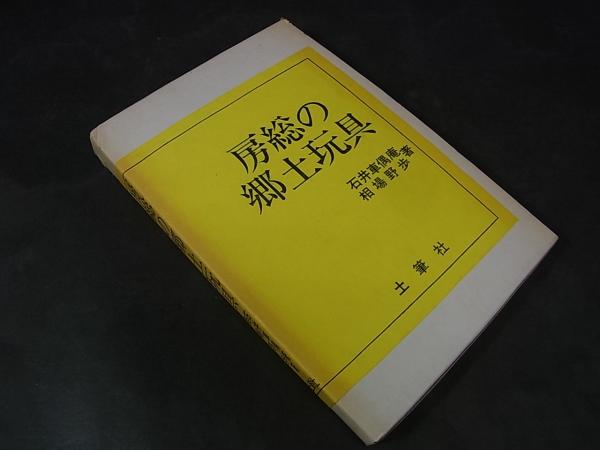 房総の
郷土玩具
石井車偶庵
相場野歩 著
土筆社